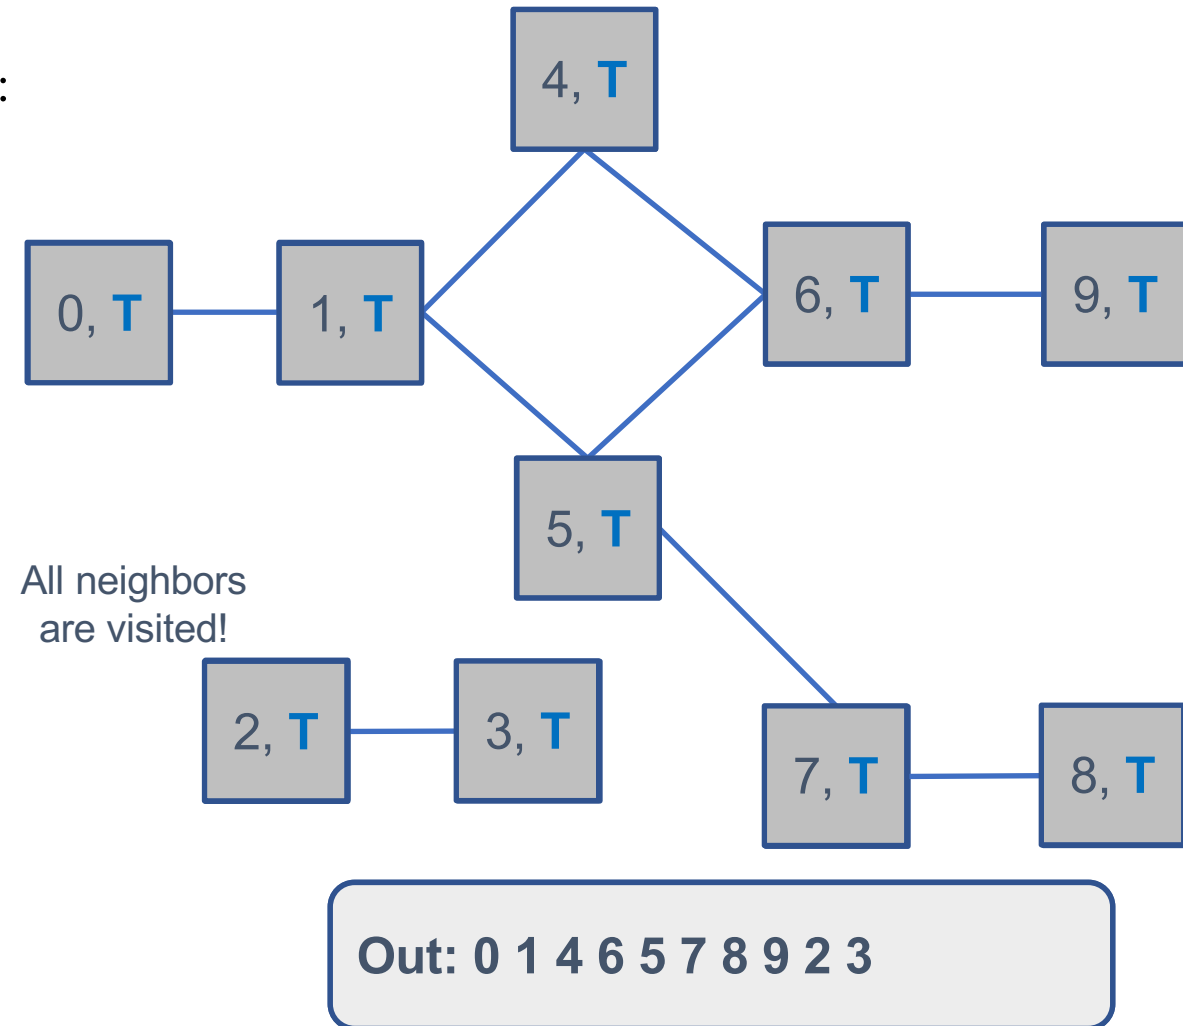 :
4, T
0, T
1, T
6, T
9, T
5, T
All neighbors
are visited!
2, T
3, T
7, T
8, T
Out: 0 1 4 6 5 7 8 9 2 3